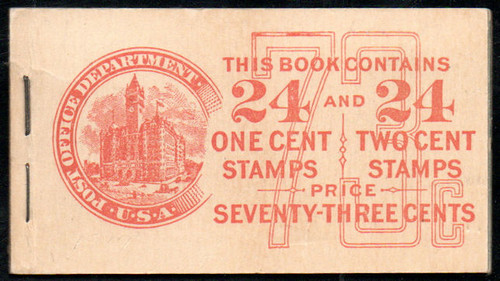 POST OFFICE DEPARTMENT
· U · S · A ·
73c
THIS BOOK CONTAINS
24 AND 24
ONE CENT TWO CENT
STAMPS STAMPS
PRICE
SEVENTY-THREE CENTS